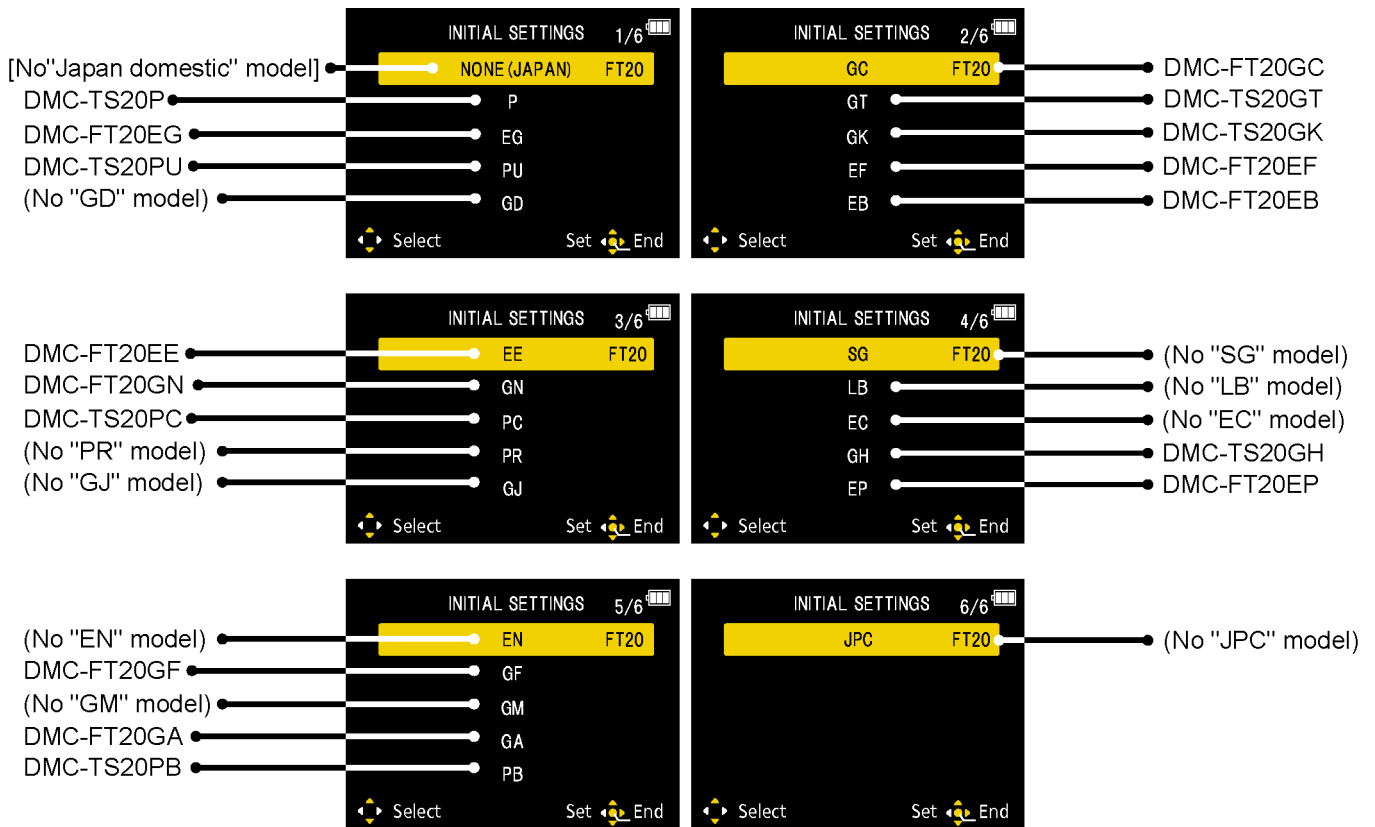 INITIAL SETTINGS 1/6
[No"Japan domestic" model] NONE(JAPAN) FT20
DMC-TS20P P
DMC-FT20EG EG
DMC-TS20PU PU
(No "GD" model) GD
Select Set End
INITIAL SETTINGS 2/6
GC FT20 DMC-FT20GC
GT DMC-TS20GT
GK DMC-TS20GK
EF DMC-FT20EF
EB DMC-FT20EB
Select Set End
INITIAL SETTINGS 3/6
DMC-FT20EE EE FT20
DMC-FT20GN GN
DMC-TS20PC PC
(No "PR" model) PR
(No "GJ" model) GJ
Select Set End
INITIAL SETTINGS 4/6
SG FT20 (No "SG" model)
LB (No "LB" model)
EC (No "EC" model)
GH DMC-TS20GH
EP DMC-FT20EP
Select Set End
INITIAL SETTINGS 5/6
(No "EN" model) EN FT20
DMC-FT20GF GF
(No "GM" model) GM
DMC-FT20GA GA
DMC-TS20PB PB
Select Set End
INITIAL SETTINGS 6/6
JPC FT20 (No "JPC" model)
Select Set End